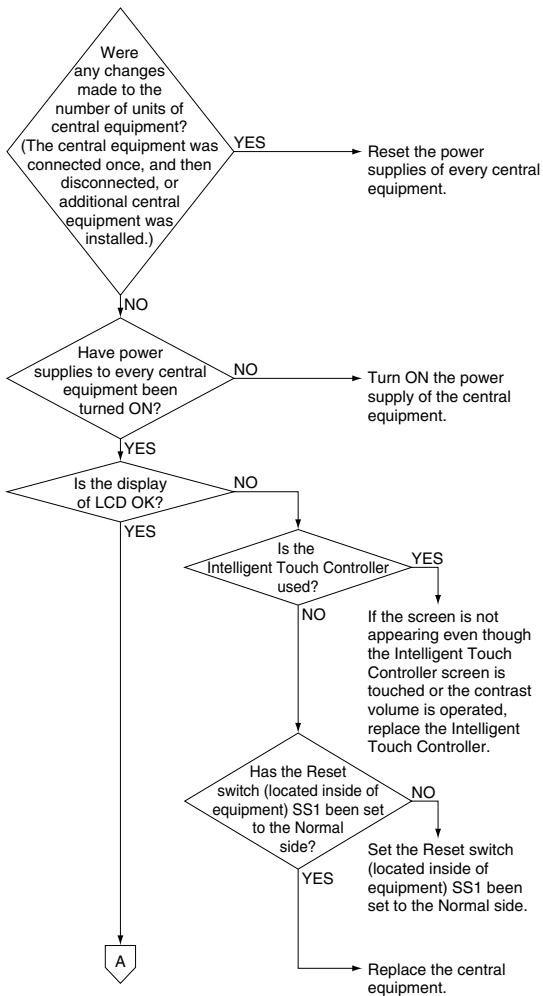 Were
any changes
made to the
number of units of
central equipment?
(The central equipment was
connected once, and then
disconnected, or
additional central
equipment was
installed.)
YES
Reset the power
supplies of every central
equipment.
NO
Have power
supplies to every central
equipment been
turned ON?
NO
Turn ON the power
supply of the central
equipment.
YES
Is the display
of LCD OK?
NO
YES
Is the
Intelligent Touch Controller
used?
YES
If the screen is not
appearing even though
the Intelligent Touch
Controller screen is
touched or the contrast
volume is operated,
replace the Intelligent
Touch Controller.
NO
Has the Reset
switch (located inside of
equipment) SS1 been set
to the Normal
side?
NO
Set the Reset switch
(located inside of
equipment) SS1 been
set to the Normal side.
YES
Replace the central
equipment.
A